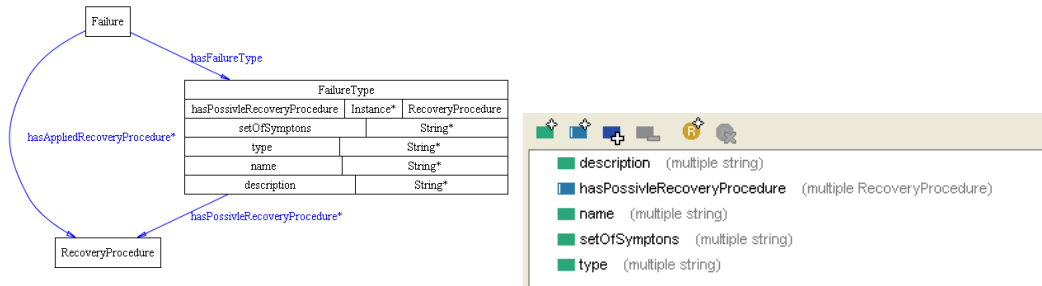 Failure
hasFailureType
FailureType
hasPossivleRecoveryProcedure Instance* RecoveryProcedure
setOfSymptons String*
type String*
name String*
description String*
hasAppliedRecoveryProcedure*
hasPossivleRecoveryProcedure*
RecoveryProcedure
R
description (multiple string)
hasPossivleRecoveryProcedure (multiple RecoveryProcedure)
name (multiple string)
setOfSymptons (multiple string)
type (multiple string)